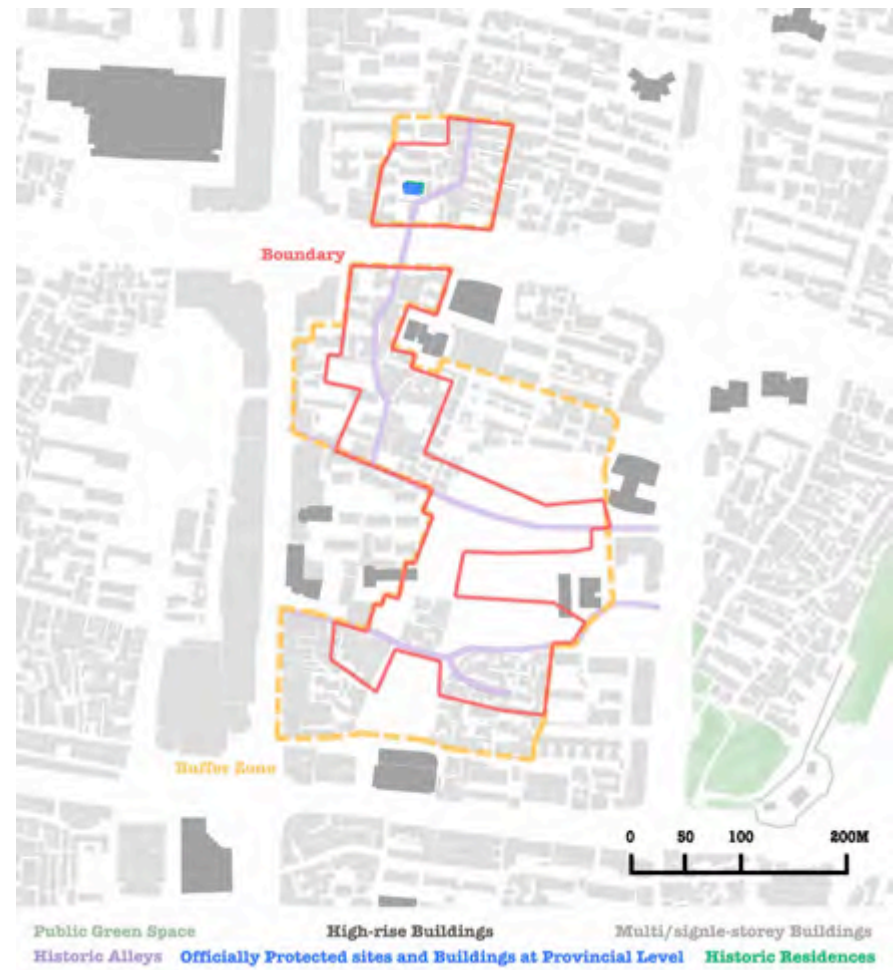 Boundary
Buffer Zone
0 50 100 200M
Public Green Space High-rise Buildings Multi/signle-storey Buildings
Historic Alleys Officially Protected sites and Buildings at Provincial Level Historic Residences